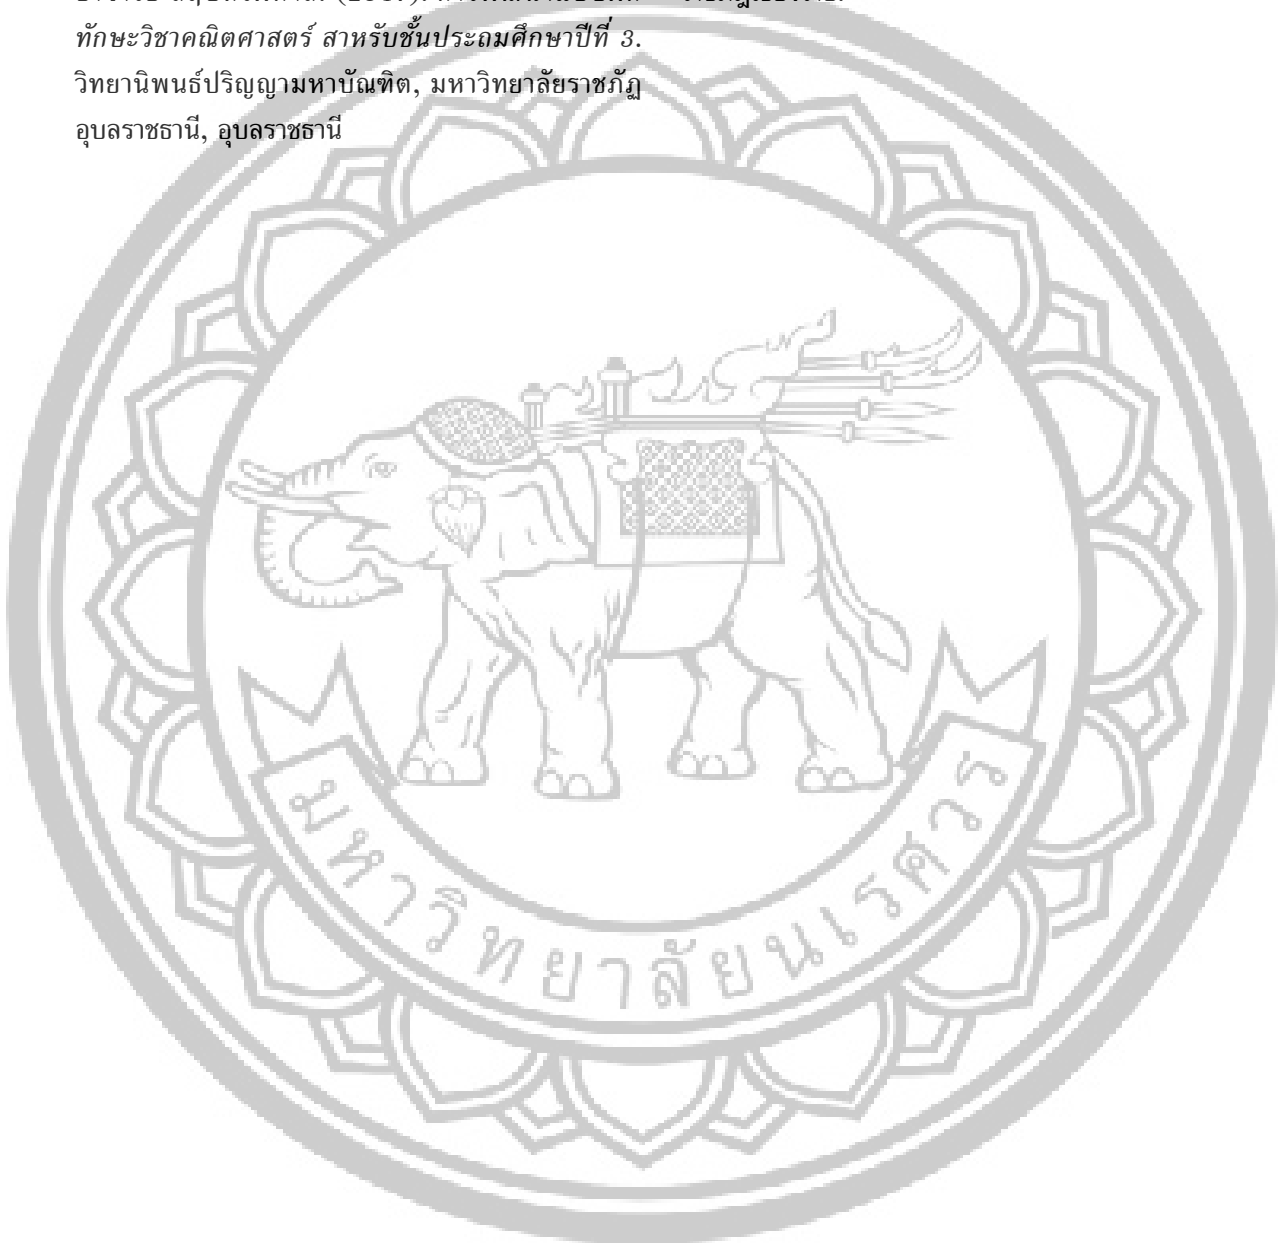 ทักษะวิชาคณิตศาสตร์ สาหรับชั้นประถมศึกษาปีที่ 3.
วิทยานิพนธ์ปริญญามหาบัณฑิต, มหาวิทยาลัยราชภัฏ
อุบลราชธานี, อุบลราชธานี
มหาวิทยาลัยนเรศวร